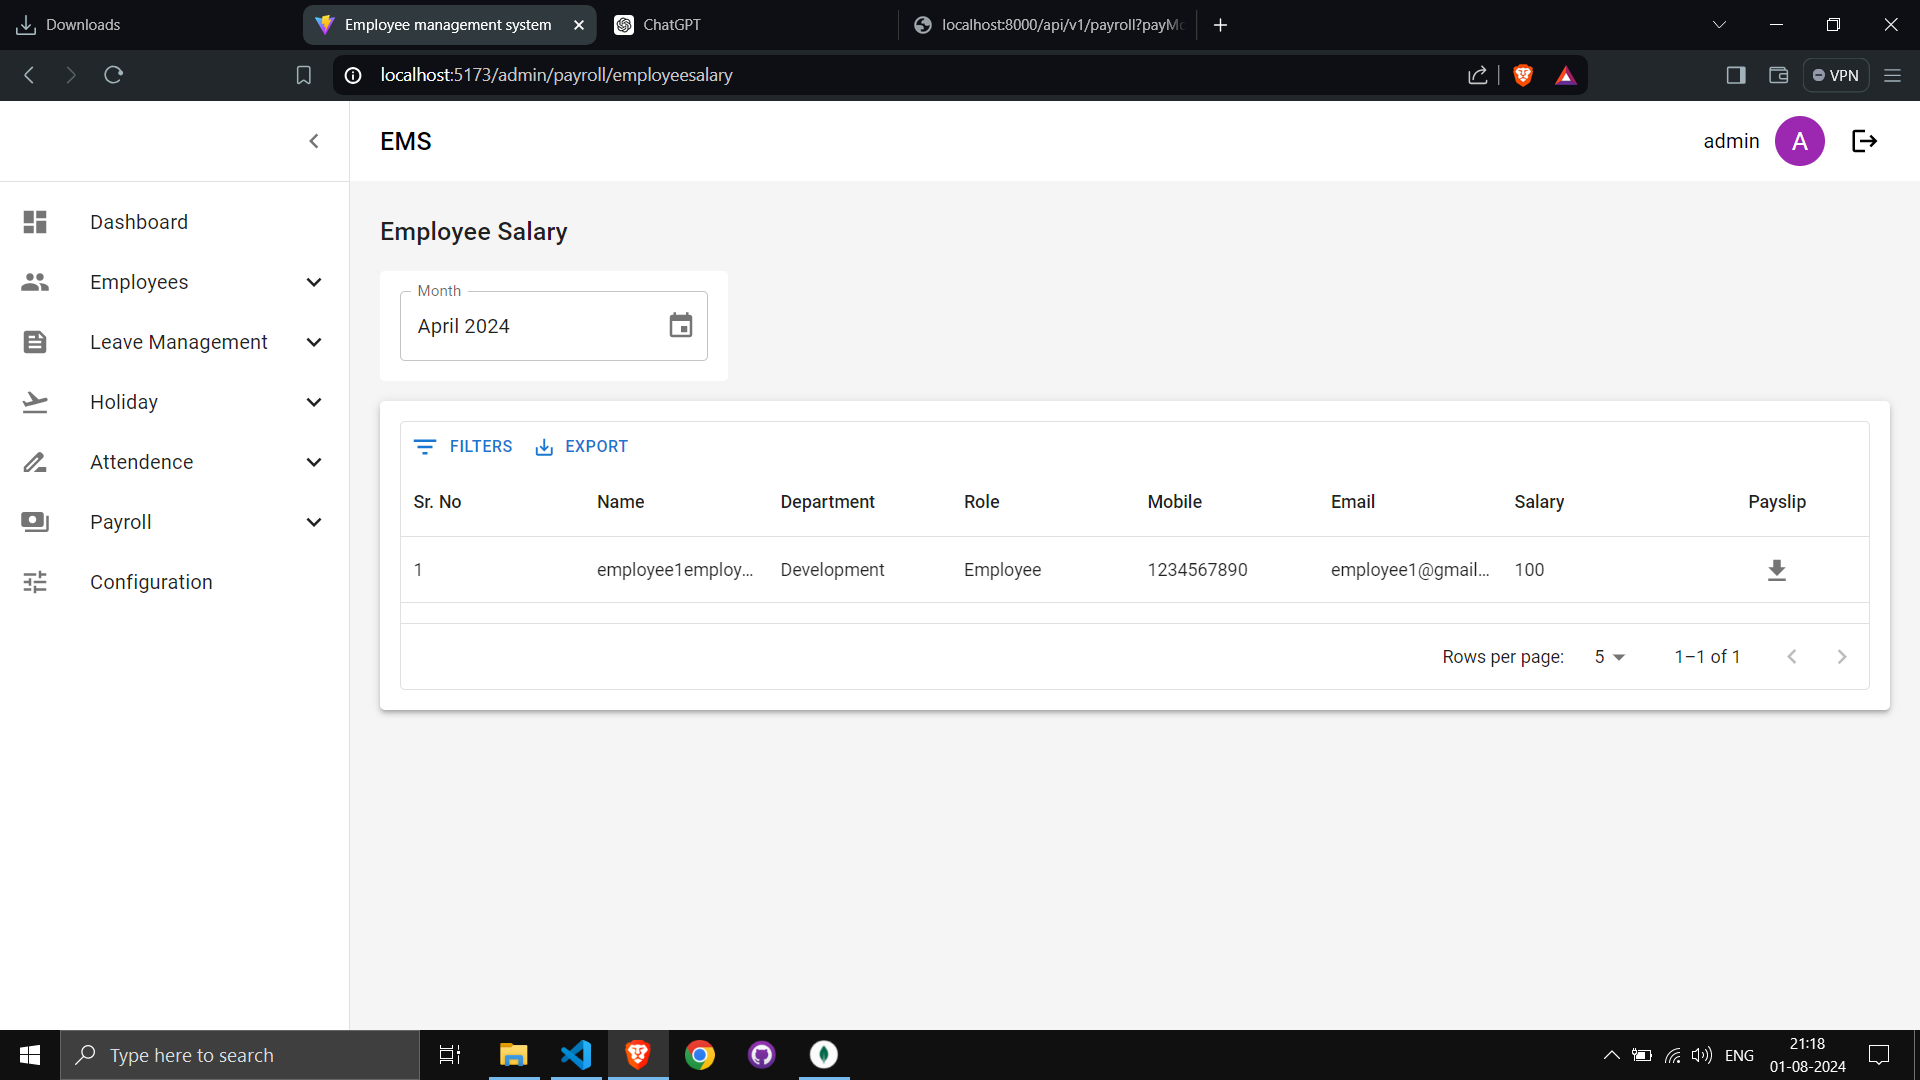 Downloads
Employee management system
ChatGPT
localhost:8000/api/v1/payroll?payMo
localhost:5173/admin/payroll/employeesalary
VPN
EMS
admin
A
Dashboard
Employees
Leave Management
Holiday
Attendence
Payroll
Configuration
Employee Salary
Month
April 2024
FILTERS
EXPORT
Sr. No Name Department Role Mobile Email Salary Payslip
1 employee1employ... Development Employee 1234567890 employee1@gmail... 100
Rows per page: 5 1–1 of 1
Type here to search
ENG
21:18
01-08-2024